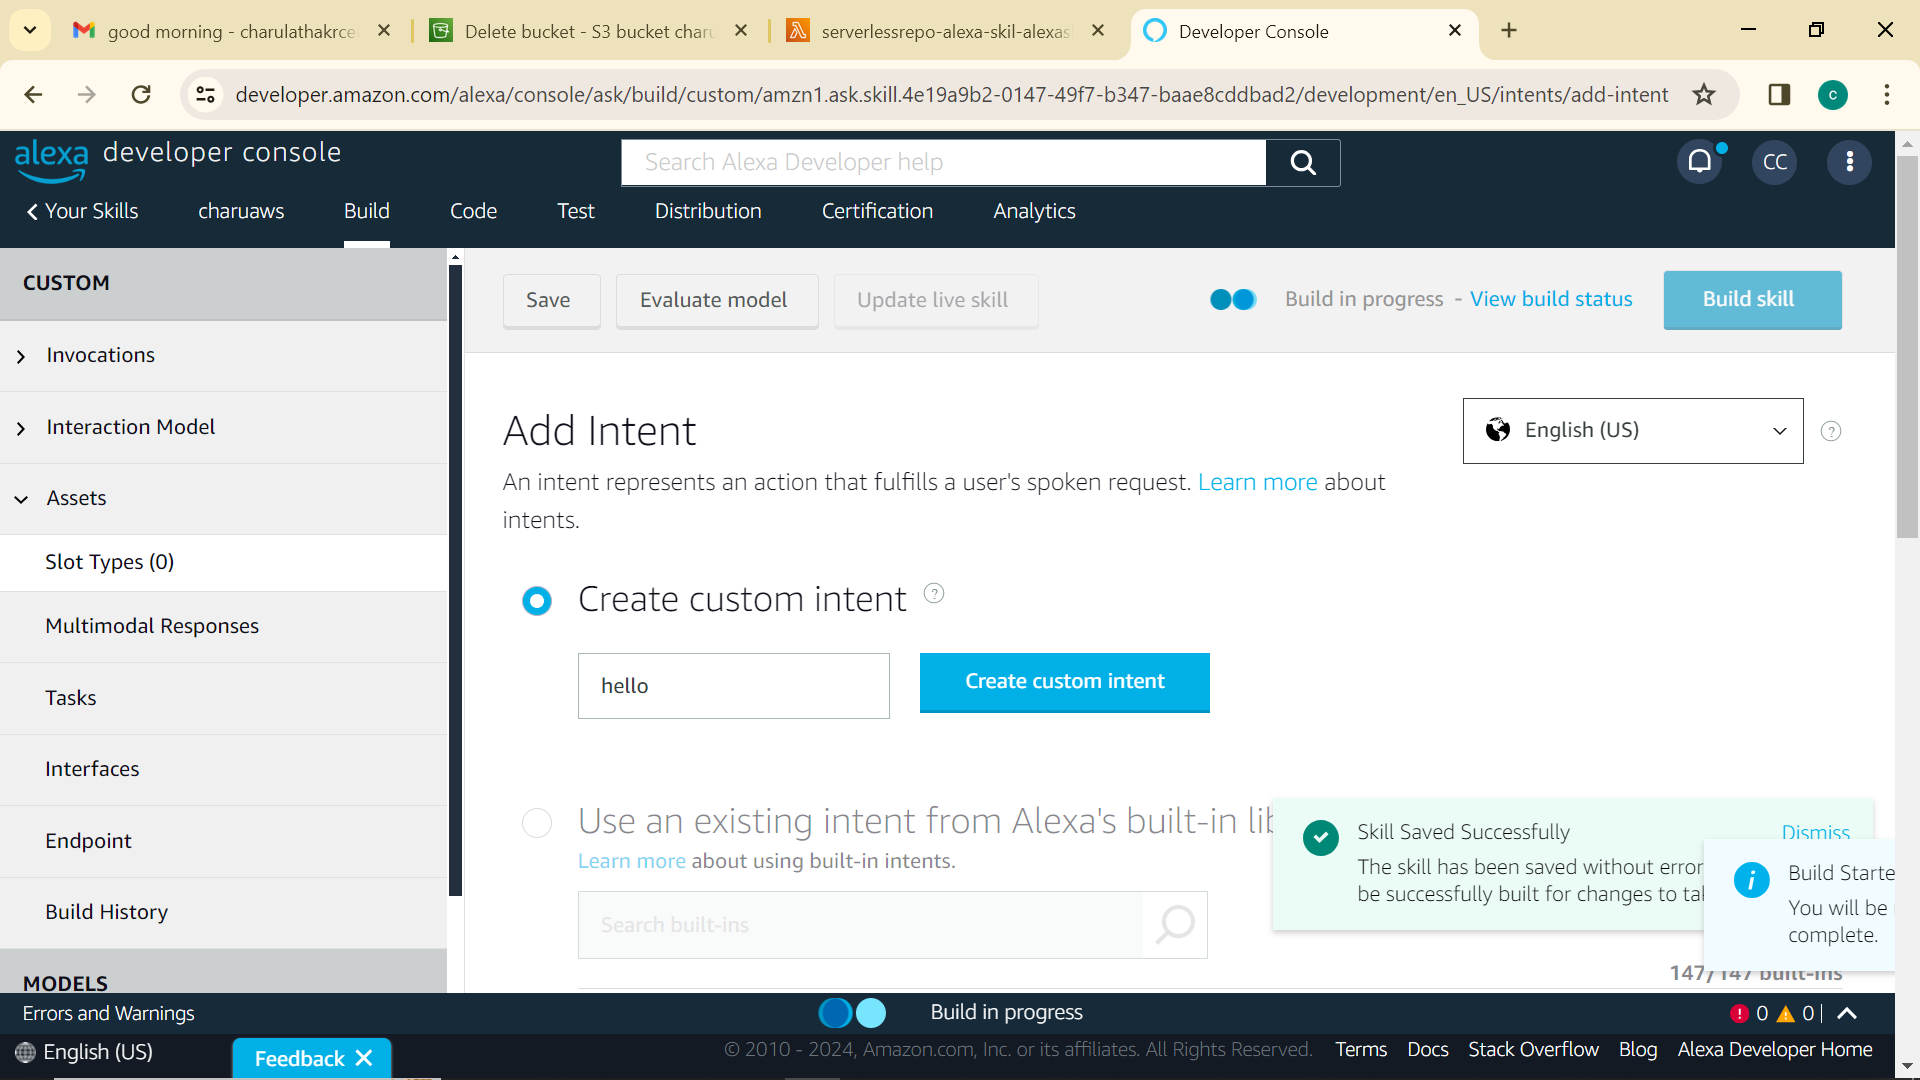 good morning - charulathakrce
Delete bucket - S3 bucket charu
serverlessrepo-alexa-skil-alexas
Developer Console
developer.amazon.com/alexa/console/ask/build/custom/amzn1.ask.skill.4e19a9b2-0147-49f7-b347-baae8cddbad2/development/en_US/intents/add-intent
c
alexa developer console
Search Alexa Developer help
CC
Your Skills
charuaws
Build
Code
Test
Distribution
Certification
Analytics
CUSTOM
Invocations
Interaction Model
Assets
Slot Types (0)
Multimodal Responses
Tasks
Interfaces
Endpoint
Build History
MODELS
Save
Evaluate model
Update live skill
Build in progress - View build status
Build skill
Add Intent
English (US)
?
An intent represents an action that fulfills a user's spoken request. Learn more about
intents.
Create custom intent ?
hello
Create custom intent
Use an existing intent from Alexa's built-in lib
Learn more about using built-in intents.
Search built-ins
Skill Saved Successfully
Dismiss
The skill has been saved without error
be successfully built for changes to tak
Build Starte
You will be
complete.
147/147 built-ins
Errors and Warnings
Build in progress
0
0
English (US)
Feedback
© 2010 - 2024, Amazon.com, Inc. or its affiliates. All Rights Reserved.
Terms
Docs
Stack Overflow
Blog
Alexa Developer Home